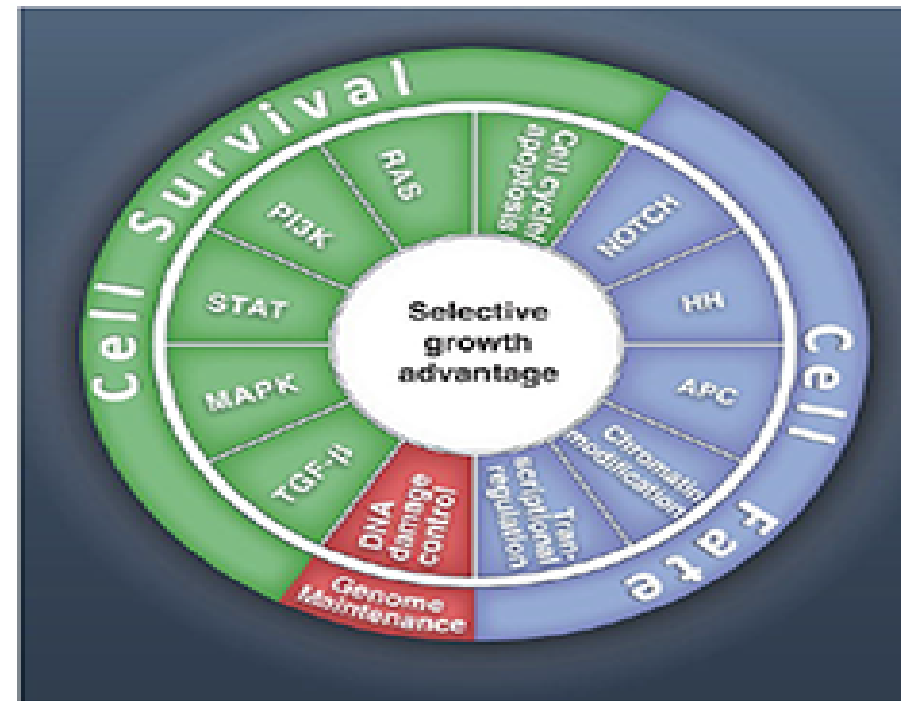 Cell Survival
Cell cycle/
apoptosis
RAS
PI3K
STAT
MAPK
TGF-β
NOTCH
HH
APC
Chromatin
modification
Tran-
scriptional
regulation
Cell Fate
DNA
damage
control
Genome
Maintenance
Selective
growth
advantage